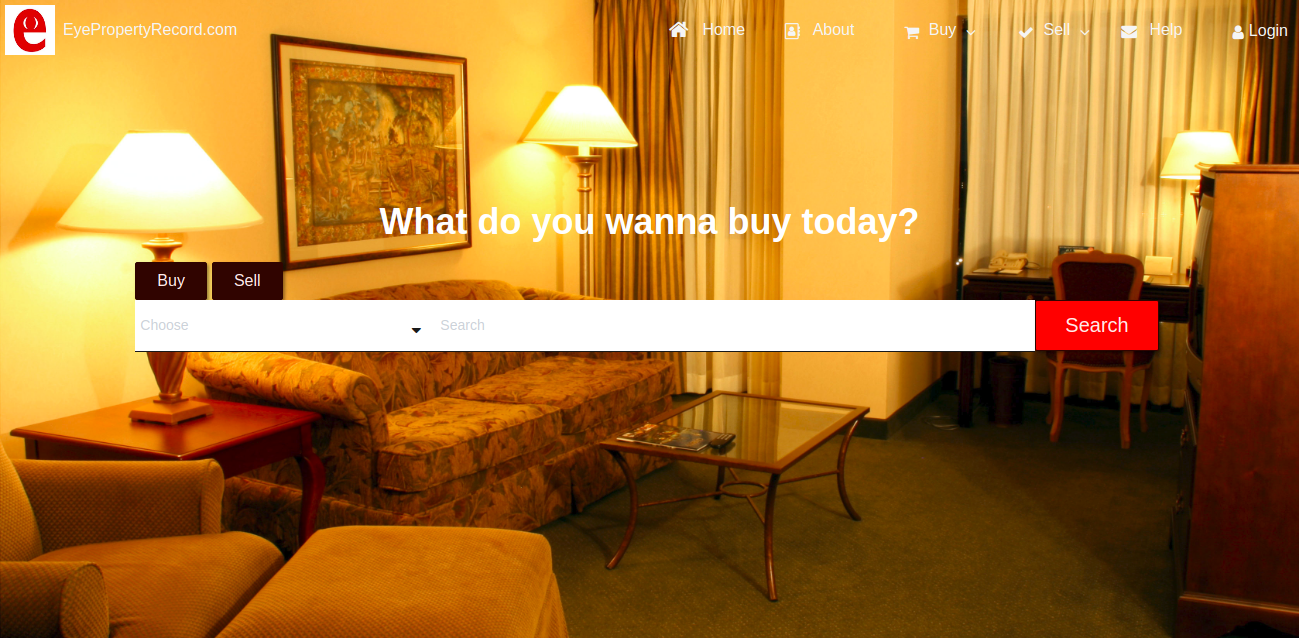 e EyePropertyRecord.com Home About Buy Sell Help Login
What do you wanna buy today?
Buy Sell
Choose Search Search